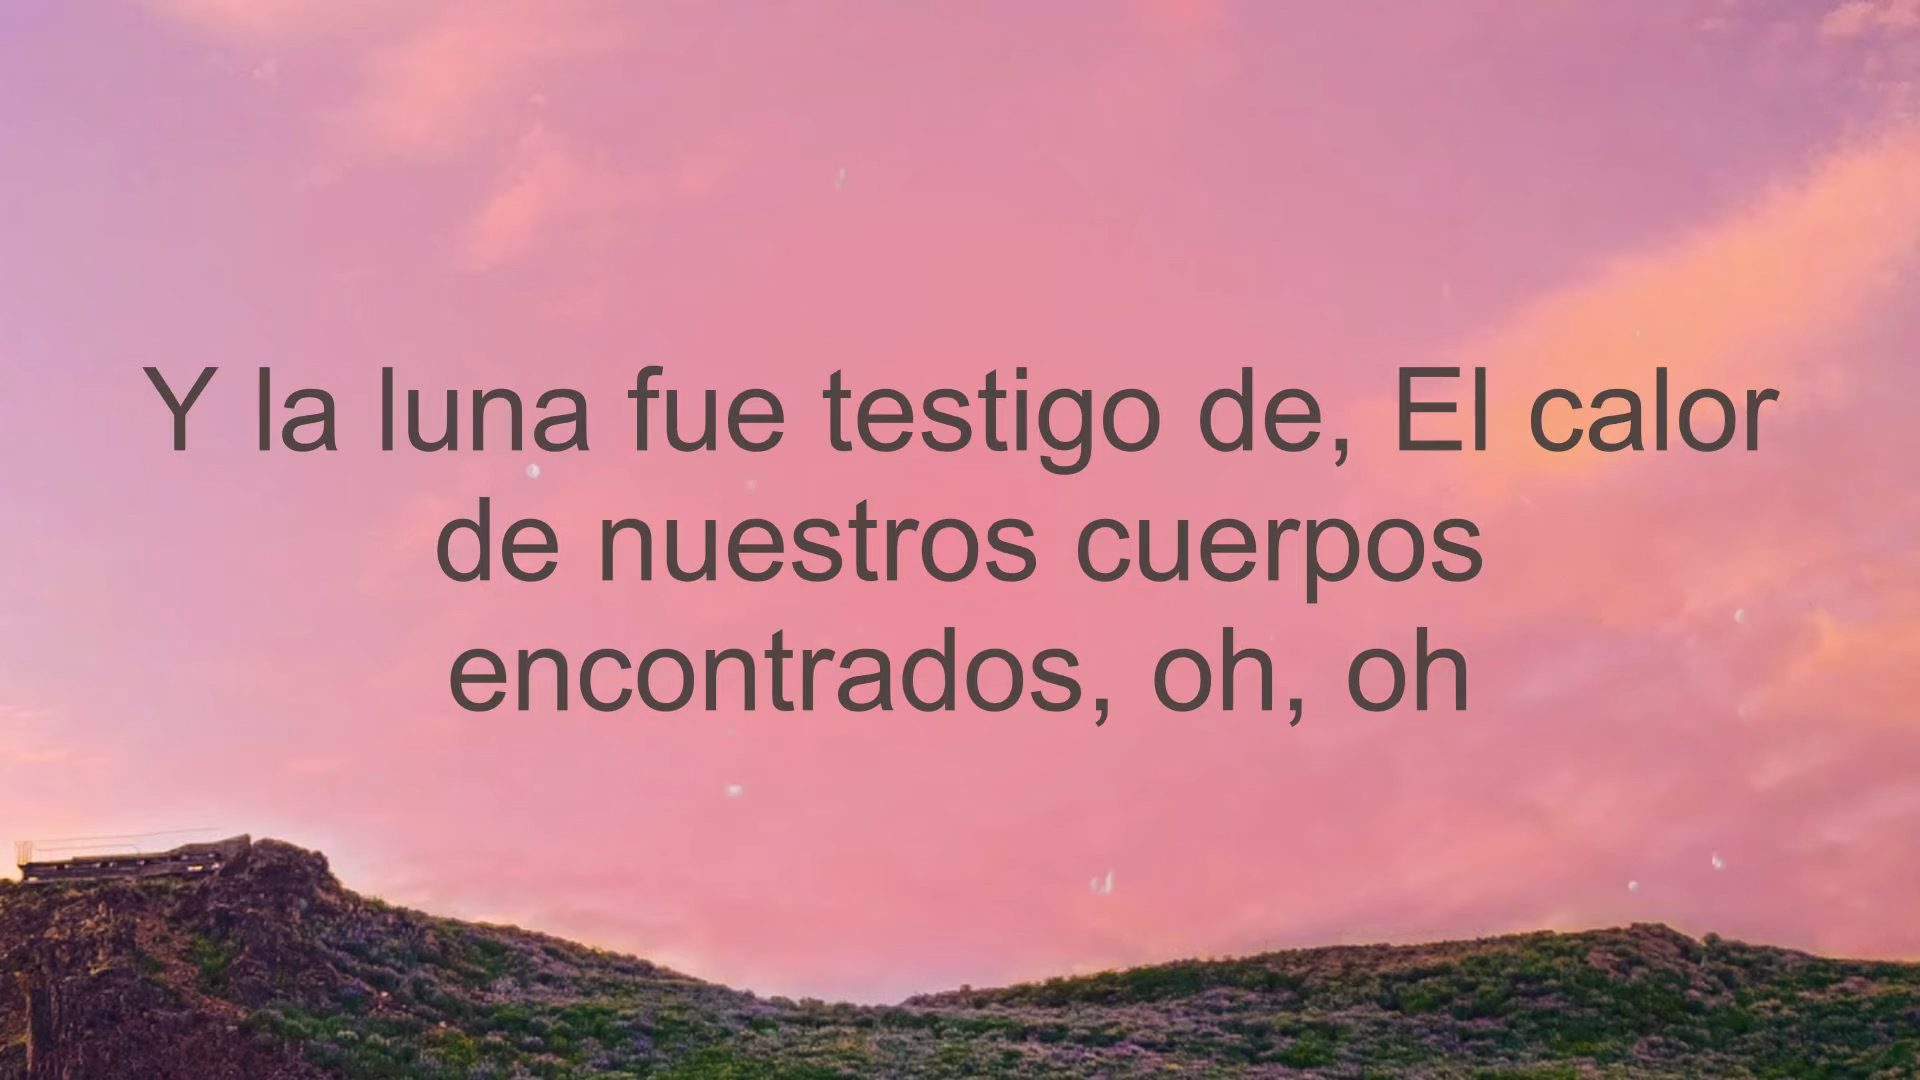 Y la luna fue testigo de, El calor
de nuestros cuerpos
encontrados, oh, oh